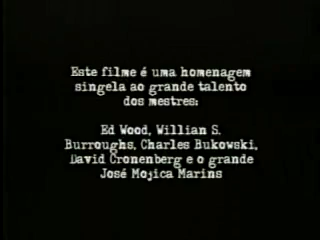 Este filme é uma homenagem
singela ao grande talento
dos mestres:
Ed Wood, Willian S.
Burroughs, Charles Bukowski,
David Cronenberg e o grande
José Mojica Marins